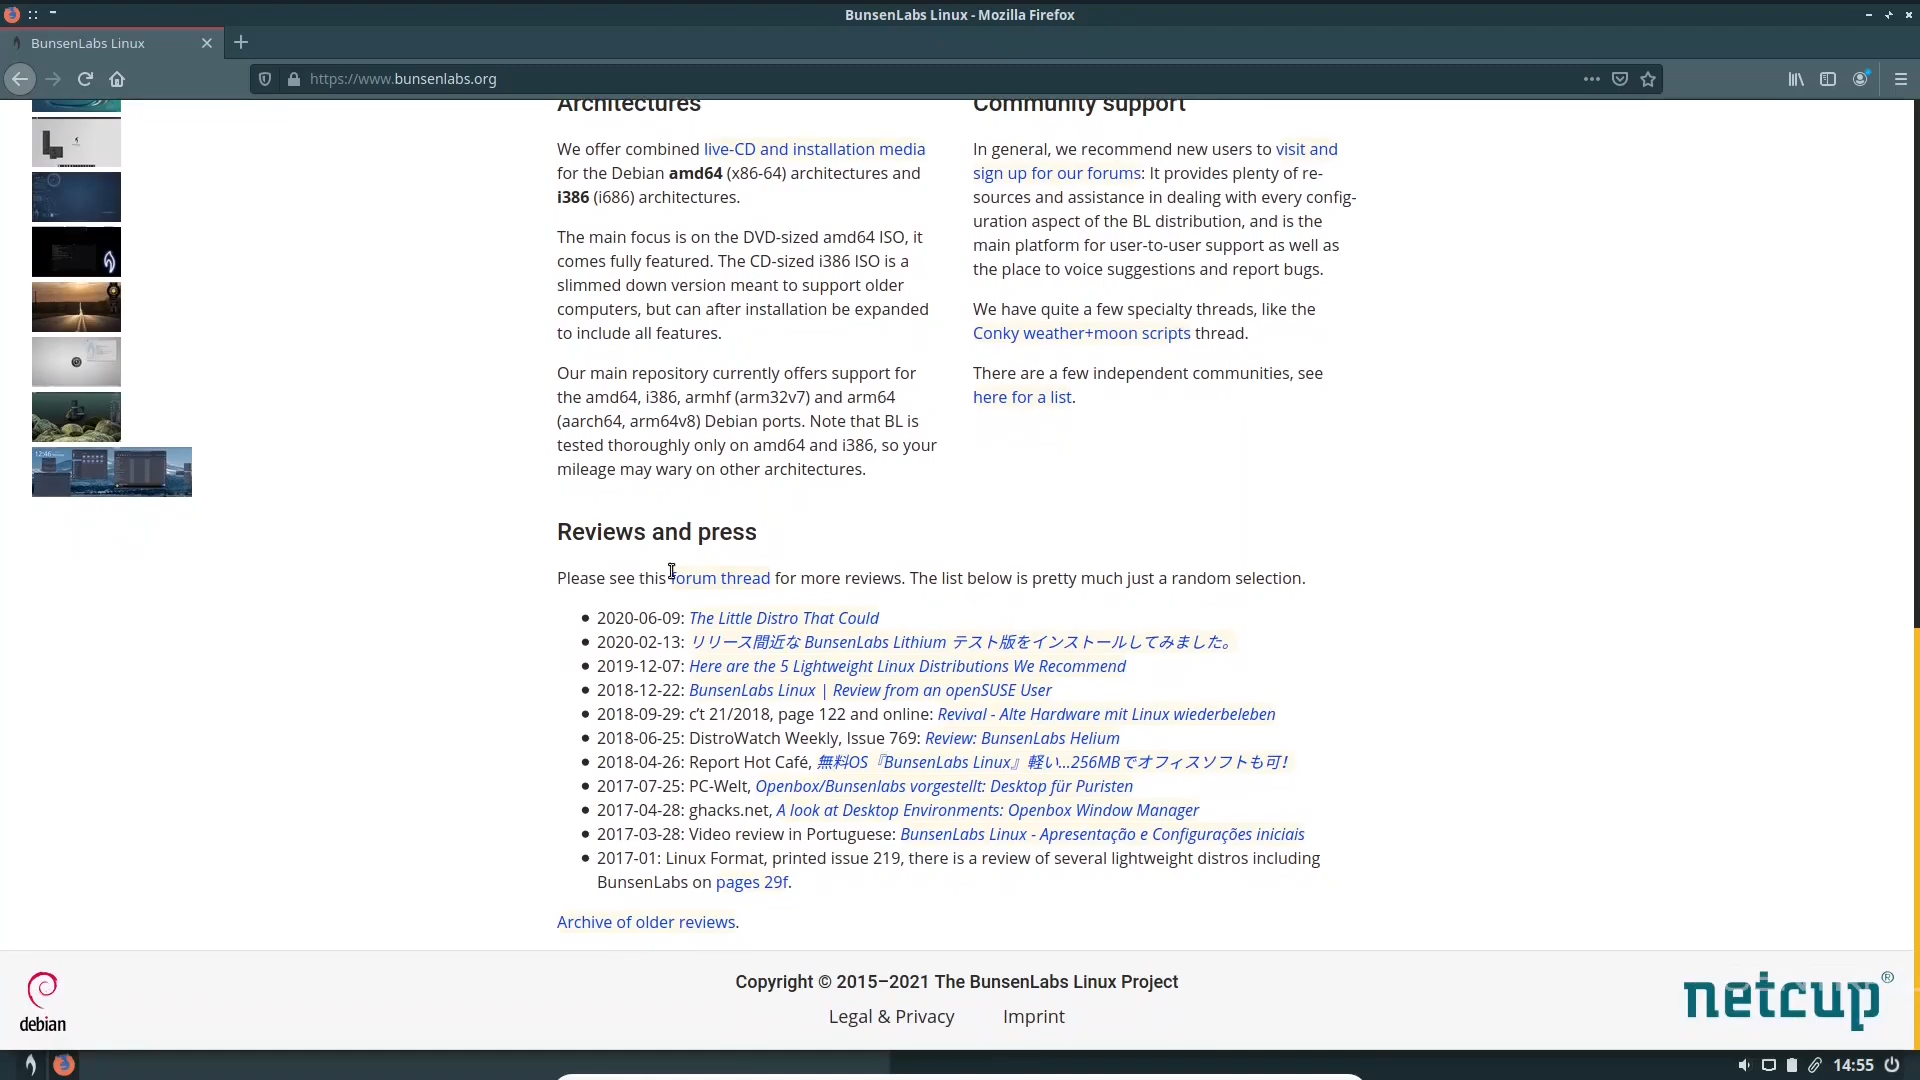 BunsenLabs Linux - Mozilla Firefox
BunsenLabs Linux
https://www.bunsenlabs.org
Architectures
We offer combined live-CD and installation media
for the Debian amd64 (x86-64) architectures and
i386 (i686) architectures.
The main focus is on the DVD-sized amd64 ISO, it
comes fully featured. The CD-sized i386 ISO is a
slimmed down version meant to support older
computers, but can after installation be expanded
to include all features.
Our main repository currently offers support for
the amd64, i386, armhf (arm32v7) and arm64
(aarch64, arm64v8) Debian ports. Note that BL is
tested thoroughly only on amd64 and i386, so your
mileage may wary on other architectures.
Community support
In general, we recommend new users to visit and
sign up for our forums: It provides plenty of re-
sources and assistance in dealing with every config-
uration aspect of the BL distribution, and is the
main platform for user-to-user support as well as
the place to voice suggestions and report bugs.
We have quite a few specialty threads, like the
Conky weather+moon scripts thread.
There are a few independent communities, see
here for a list.
12:46
Reviews and press
Please see this forum thread for more reviews. The list below is pretty much just a random selection.
2020-06-09: The Little Distro That Could
2020-02-13: リリース間近な BunsenLabs Lithium テスト版をインストールしてみました。
2019-12-07: Here are the 5 Lightweight Linux Distributions We Recommend
2018-12-22: BunsenLabs Linux | Review from an openSUSE User
2018-09-29: c't 21/2018, page 122 and online: Revival - Alte Hardware mit Linux wiederbeleben
2018-06-25: DistroWatch Weekly, Issue 769: Review: BunsenLabs Helium
2018-04-26: Report Hot Café, 無料OS『BunsenLabs Linux』軽い...256MBでオフィスソフトも可!
2017-07-25: PC-Welt, Openbox/Bunsenlabs vorgestellt: Desktop für Puristen
2017-04-28: ghacks.net, A look at Desktop Environments: Openbox Window Manager
2017-03-28: Video review in Portuguese: BunsenLabs Linux - Apresentação e Configurações iniciais
2017-01: Linux Format, printed issue 219, there is a review of several lightweight distros including
BunsenLabs on pages 29f.
Archive of older reviews.
debian
Copyright © 2015–2021 The BunsenLabs Linux Project
Legal & Privacy Imprint
netcup®
14:55